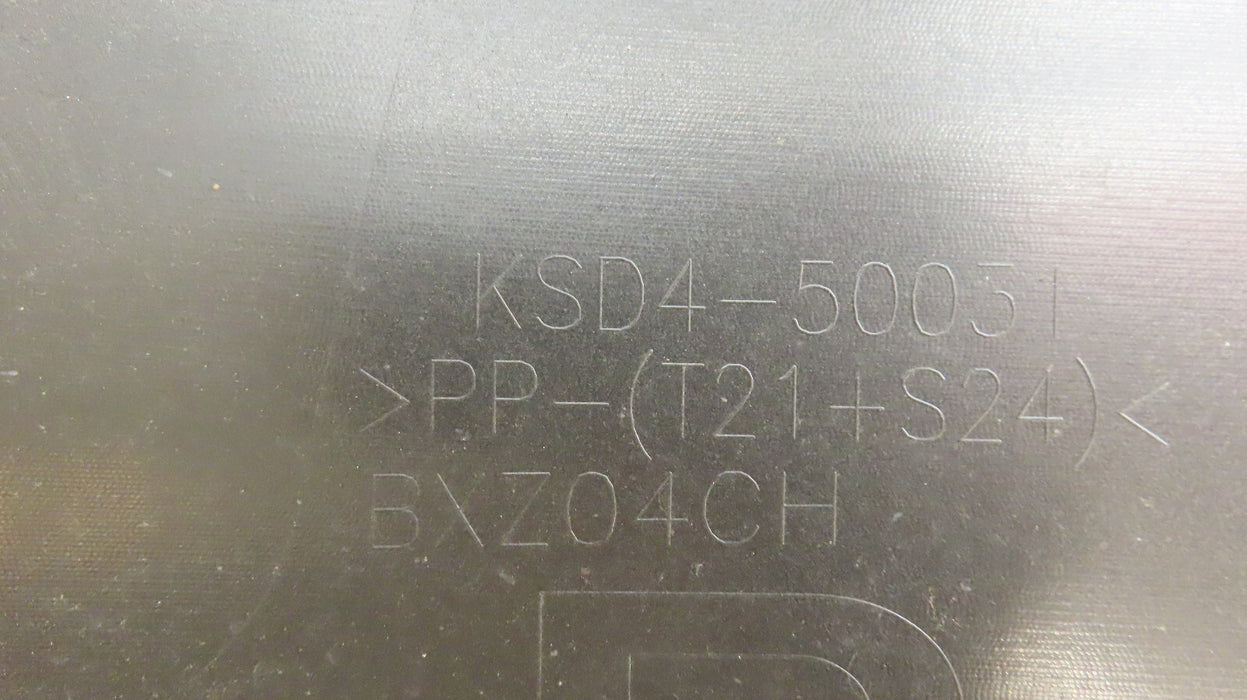 KSD4-50031
>PP-(T21+S24)<
BXZ04CH